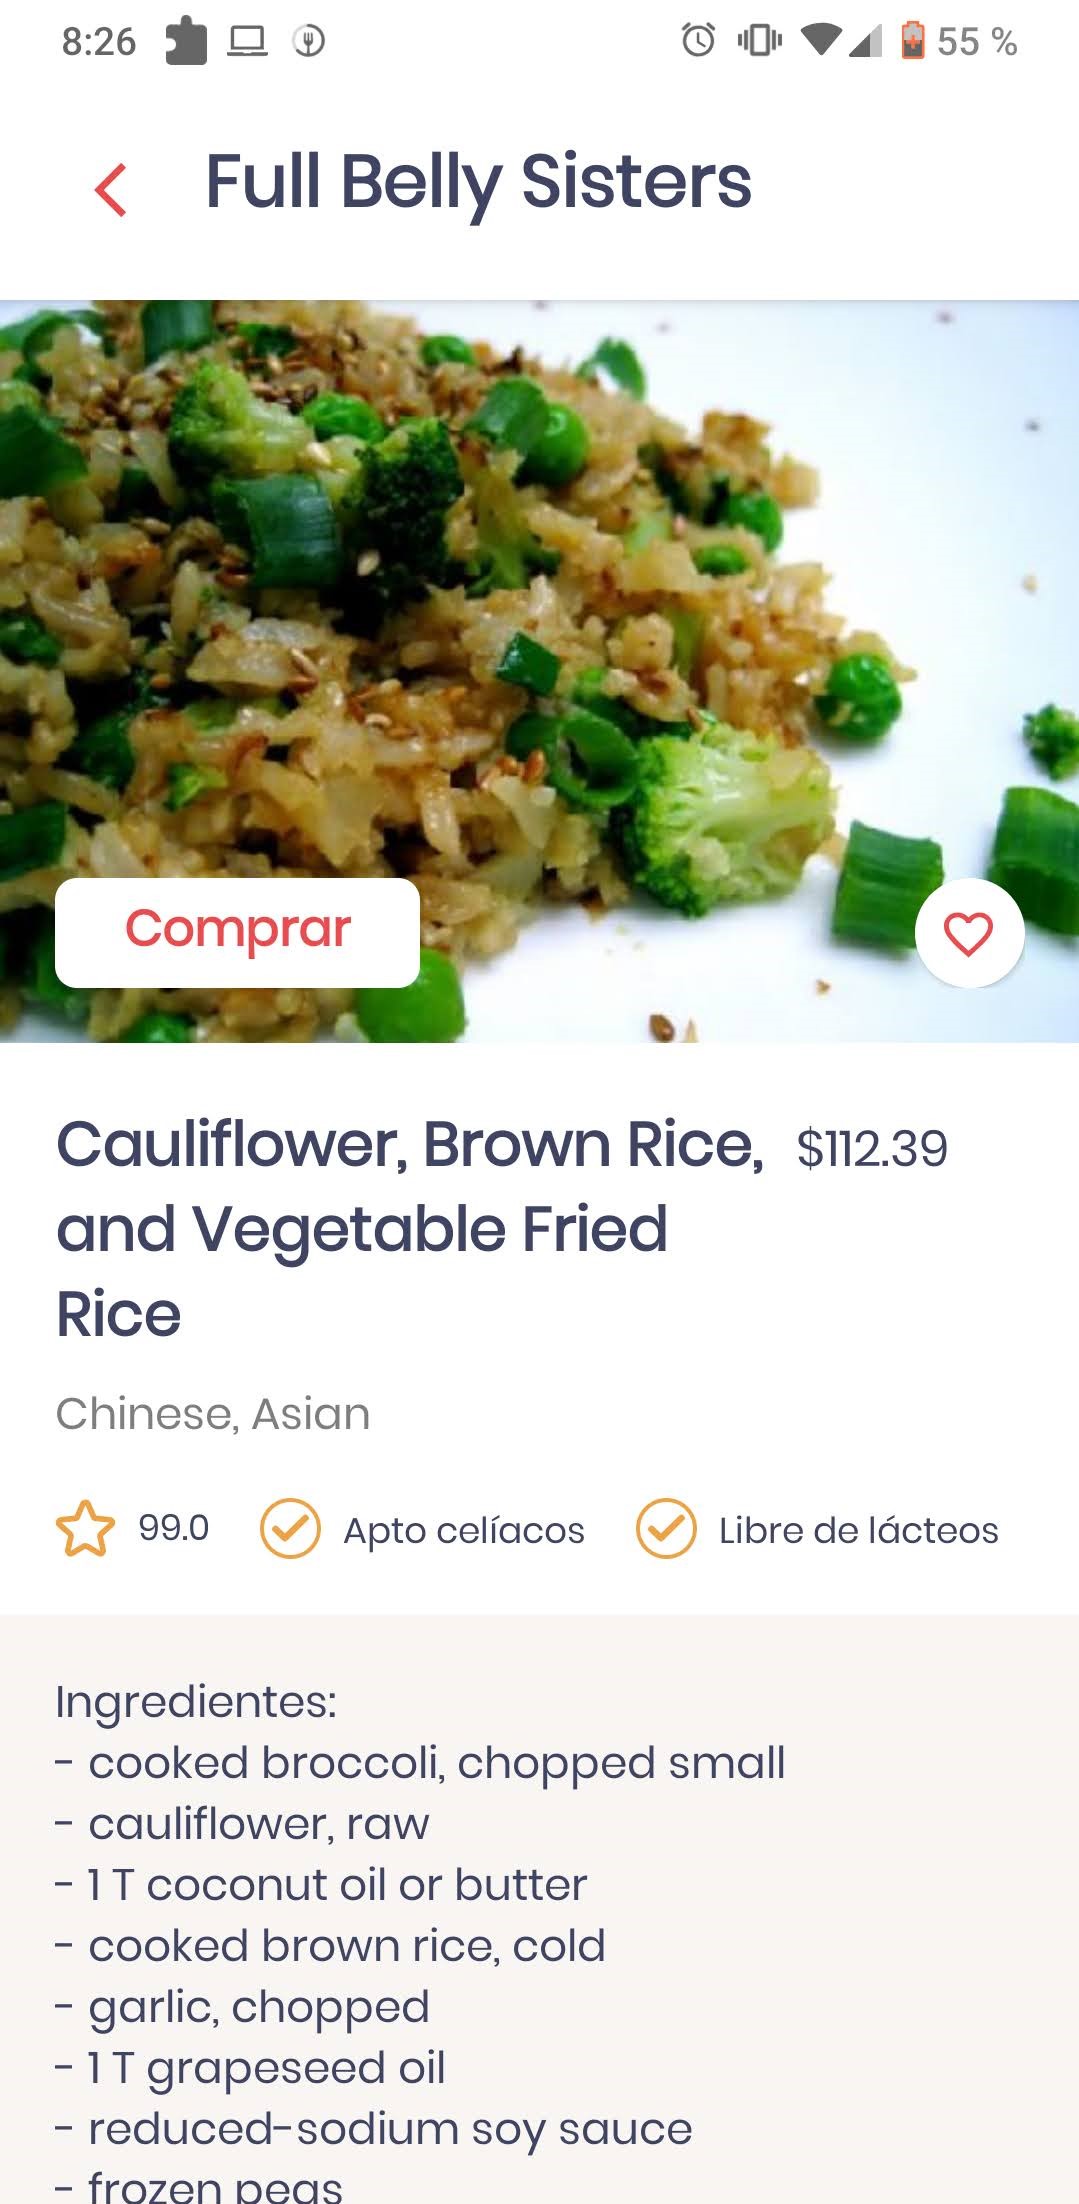 8:26
55 %
Full Belly Sisters
Comprar
Cauliflower, Brown Rice, $112.39
and Vegetable Fried
Rice
Chinese, Asian
99.0 Apto celíacos Libre de lácteos
Ingredientes:
- cooked broccoli, chopped small
- cauliflower, raw
- 1 T coconut oil or butter
- cooked brown rice, cold
- garlic, chopped
- 1 T grapeseed oil
- reduced-sodium soy sauce
- frozen peas